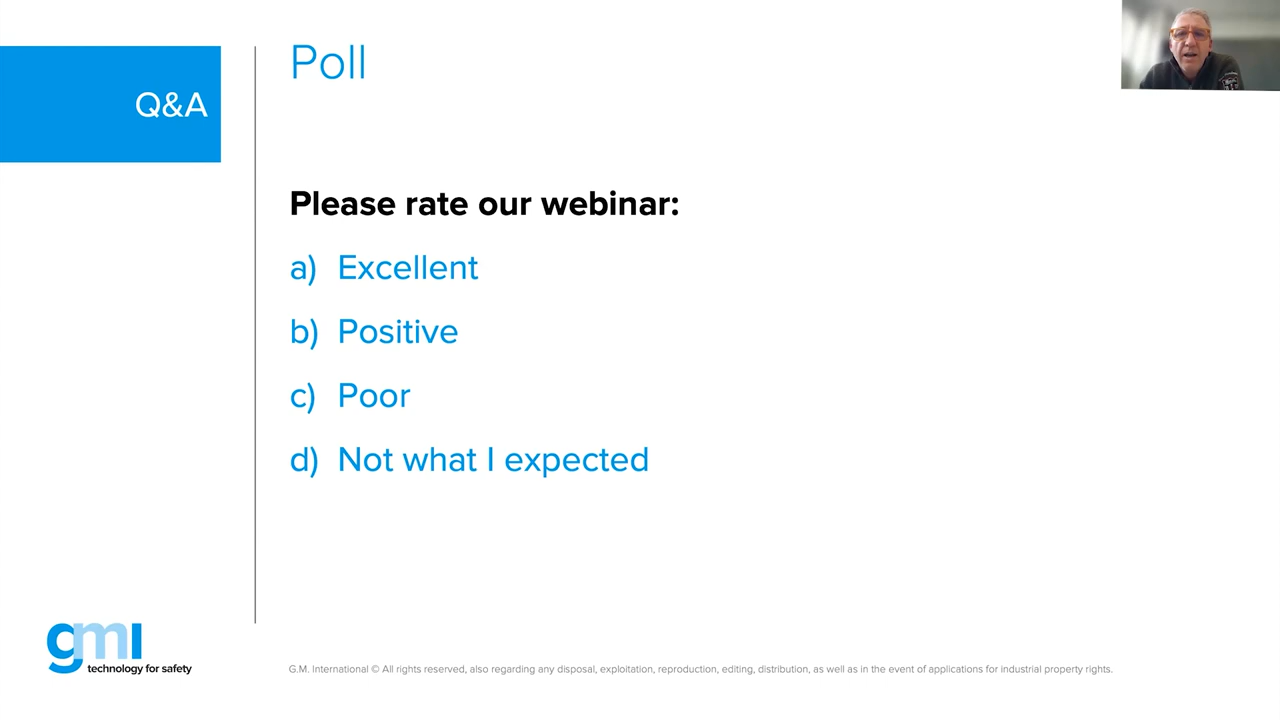 Q&A
Poll
Please rate our webinar:
a) Excellent
b) Positive
c) Poor
d) Not what I expected
gmi
technology for safety
G.M. International © All rights reserved, also regarding any disposal, exploitation, reproduction, editing, distribution, as well as in the event of applications for industrial property rights.